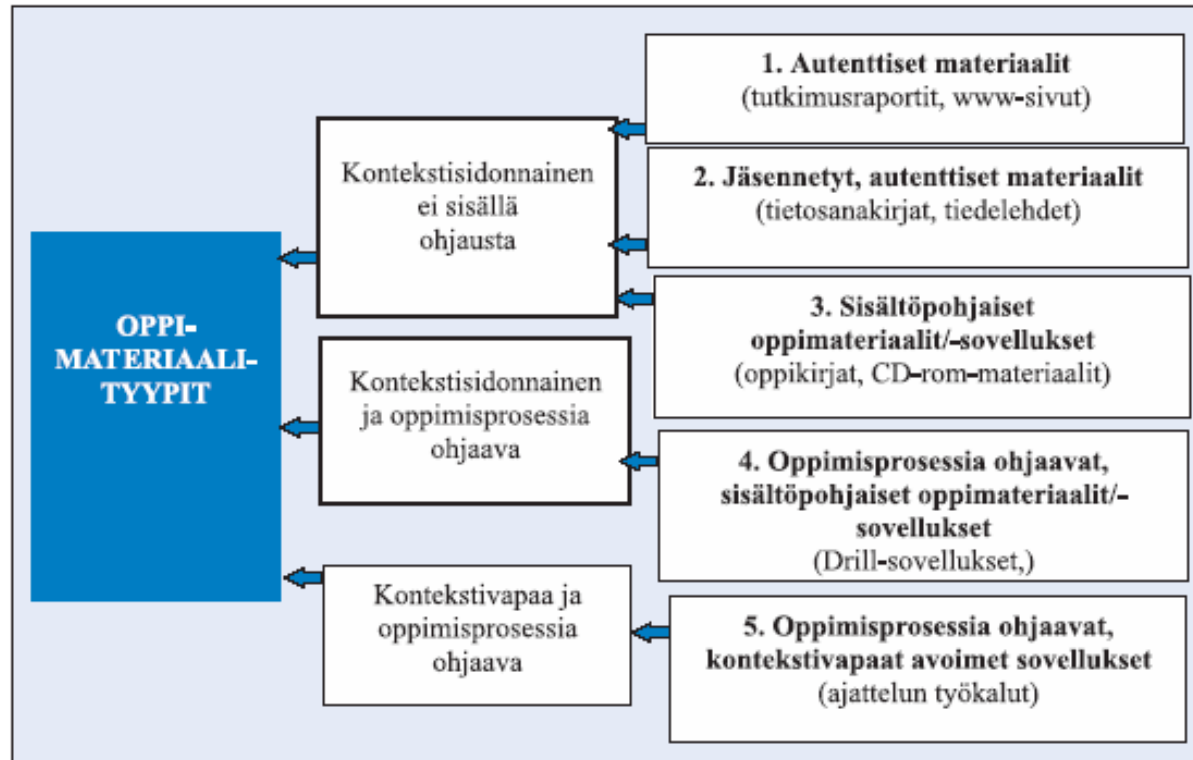 OPPI-
MATERIAALI-
TYYPIT
Kontekstisidonnainen
ei sisällä
ohjausta
Kontekstisidonnainen
ja oppimisprosessia
ohjaava
Kontekstivapaa ja
oppimisprosessia
ohjaava
1. Autenttiset materiaalit
(tutkimusraportit, www-sivut)
2. Jäsennetyt, autenttiset materiaalit
(tietosanakirjat, tiedelehdet)
3. Sisältöpohjaiset
oppimateriaalit/-sovellukset
(oppikirjat, CD-rom-materiaalit)
4. Oppimisprosessia ohjaavat,
sisältöpohjaiset oppimateriaalit/-
sovellukset
(Drill-sovellukset,)
5. Oppimisprosessia ohjaavat,
kontekstivapaat avoimet sovellukset
(ajattelun työkalut)